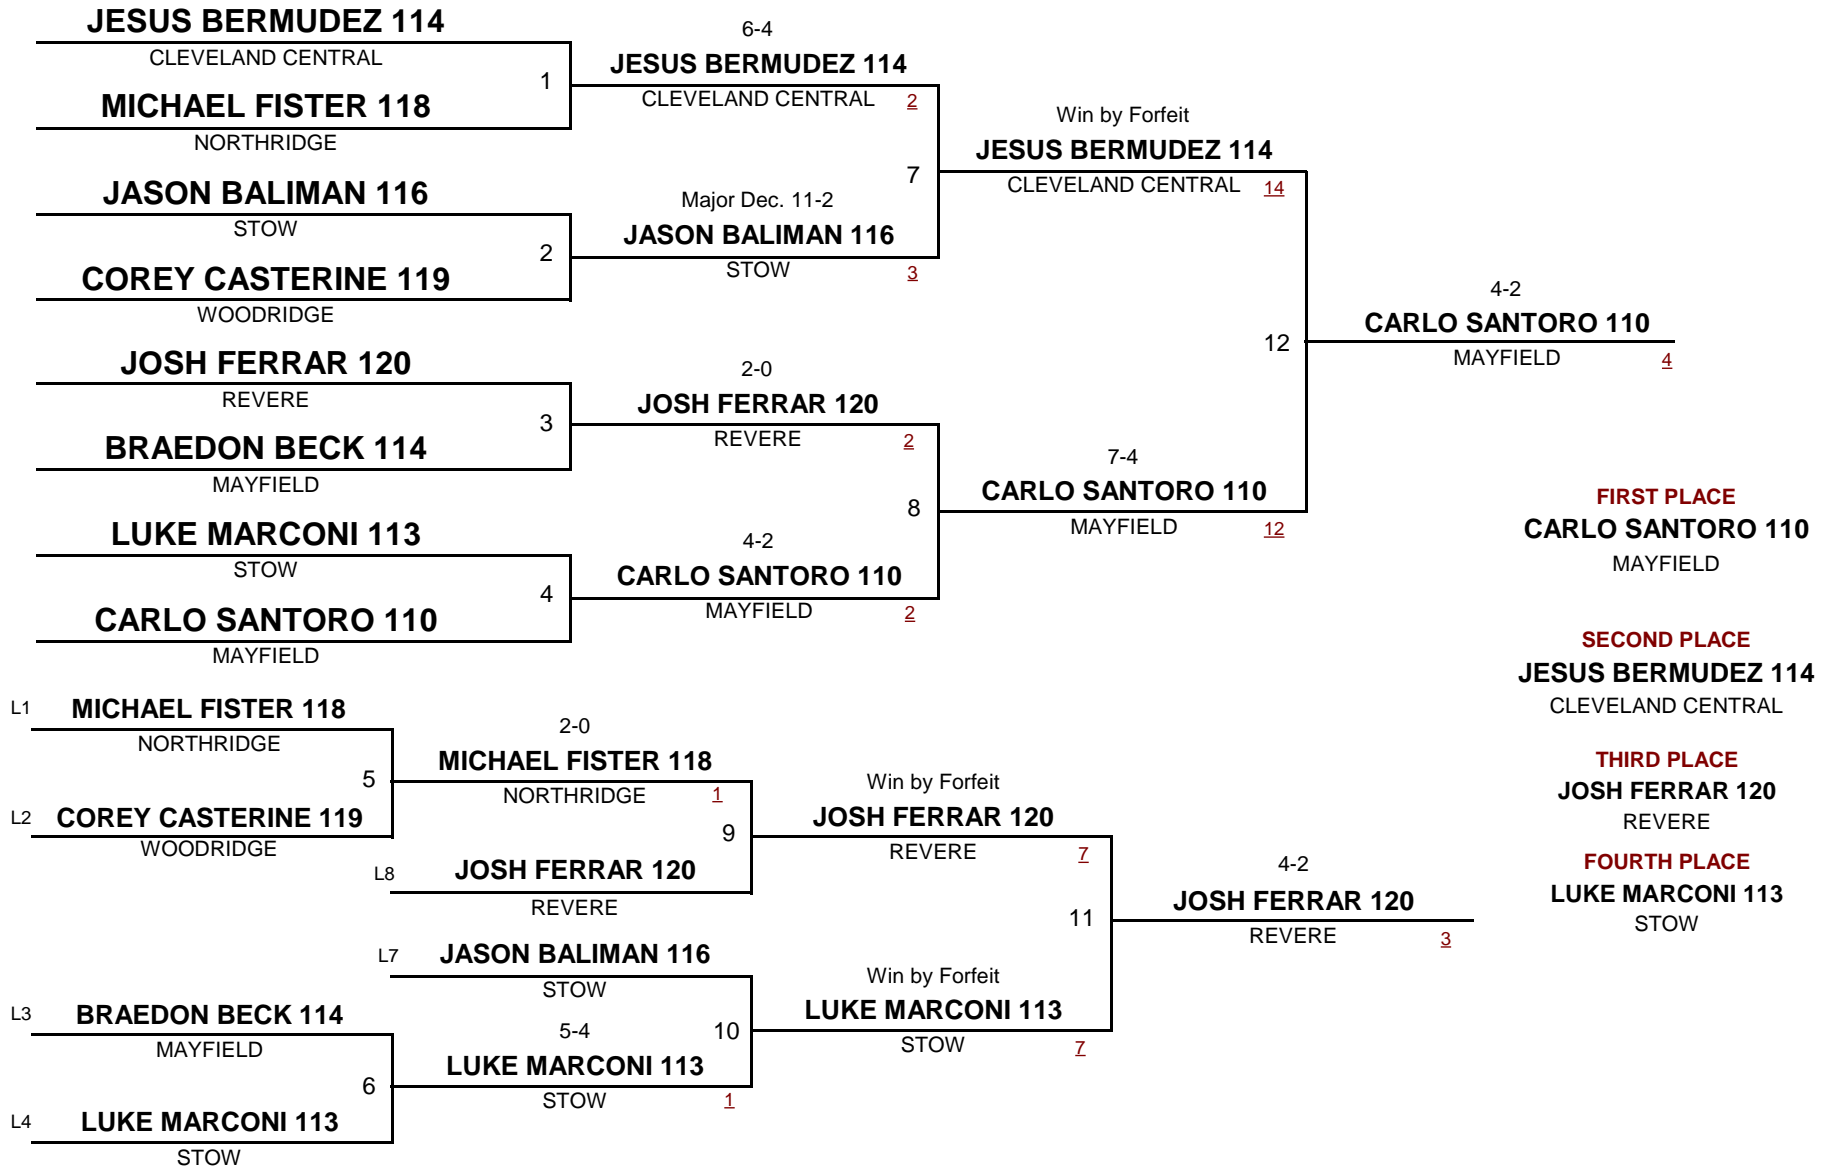 JESUS BERMUDEZ 114
CLEVELAND CENTRAL
1
MICHAEL FISTER 118
NORTHRIDGE
JASON BALIMAN 116
STOW
2
COREY CASTERINE 119
WOODRIDGE
JOSH FERRAR 120
REVERE
3
BRAEDON BECK 114
MAYFIELD
LUKE MARCONI 113
STOW
4
CARLO SANTORO 110
MAYFIELD
6-4
JESUS BERMUDEZ 114
CLEVELAND CENTRAL 2
7
Major Dec. 11-2
JASON BALIMAN 116
STOW 3
2-0
JOSH FERRAR 120
REVERE 2
8
4-2
CARLO SANTORO 110
MAYFIELD 2
Win by Forfeit
JESUS BERMUDEZ 114
CLEVELAND CENTRAL 14
12
7-4
CARLO SANTORO 110
MAYFIELD 12
4-2
CARLO SANTORO 110
MAYFIELD 4
FIRST PLACE
CARLO SANTORO 110
MAYFIELD
SECOND PLACE
JESUS BERMUDEZ 114
CLEVELAND CENTRAL
THIRD PLACE
JOSH FERRAR 120
REVERE
FOURTH PLACE
LUKE MARCONI 113
STOW
L1 MICHAEL FISTER 118
NORTHRIDGE
5
L2 COREY CASTERINE 119
WOODRIDGE
2-0
MICHAEL FISTER 118
NORTHRIDGE 1
9
L8 JOSH FERRAR 120
REVERE
L7 JASON BALIMAN 116
STOW
10
L3 BRAEDON BECK 114
MAYFIELD
6
L4 LUKE MARCONI 113
STOW
5-4
LUKE MARCONI 113
STOW 1
Win by Forfeit
JOSH FERRAR 120
REVERE 7
11
Win by Forfeit
LUKE MARCONI 113
STOW 7
4-2
JOSH FERRAR 120
REVERE 3